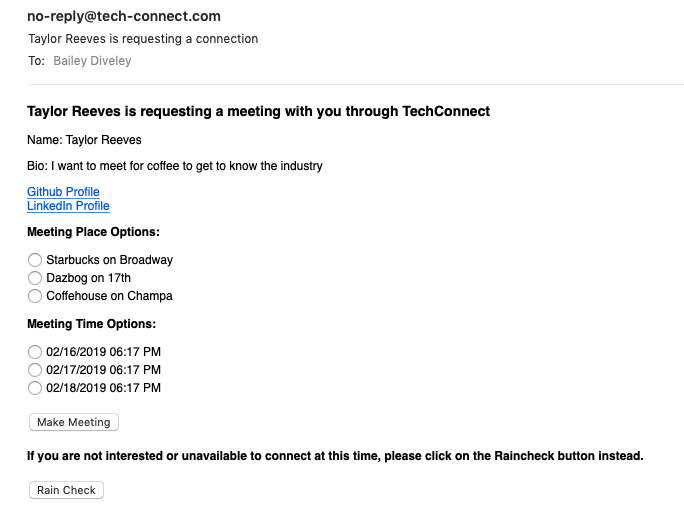 no-reply@tech-connect.com
Taylor Reeves is requesting a connection
To: Bailey Diveley
Taylor Reeves is requesting a meeting with you through TechConnect
Name: Taylor Reeves
Bio: I want to meet for coffee to get to know the industry
Github Profile
LinkedIn Profile
Meeting Place Options:
Starbucks on Broadway
Dazbog on 17th
Coffehouse on Champa
Meeting Time Options:
02/16/2019 06:17 PM
02/17/2019 06:17 PM
02/18/2019 06:17 PM
Make Meeting
If you are not interested or unavailable to connect at this time, please click on the Raincheck button instead.
Rain Check